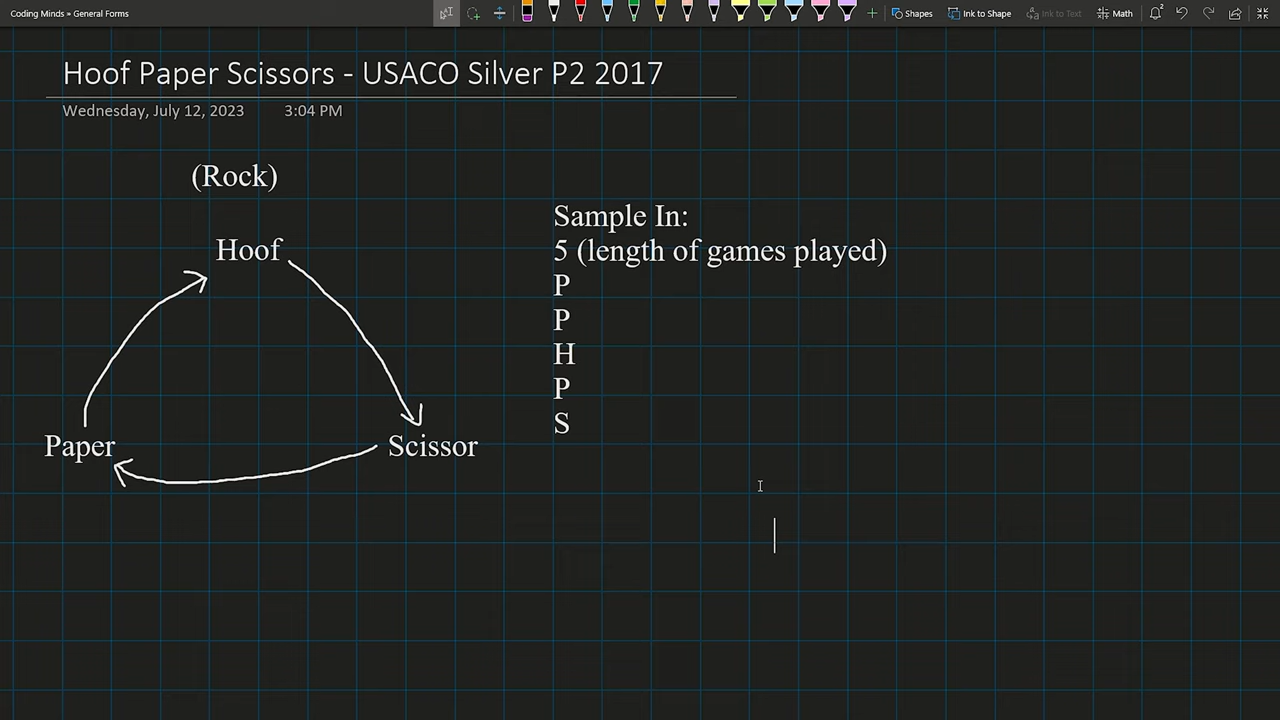 Coding Minds » General Forms
Shapes
Ink to Shape
Ink to Text
Math
Hoof Paper Scissors - USACO Silver P2 2017
Wednesday, July 12, 2023 3:04 PM
(Rock)
Hoof
Paper
Scissor
Sample In:
5 (length of games played)
P
P
H
P
S